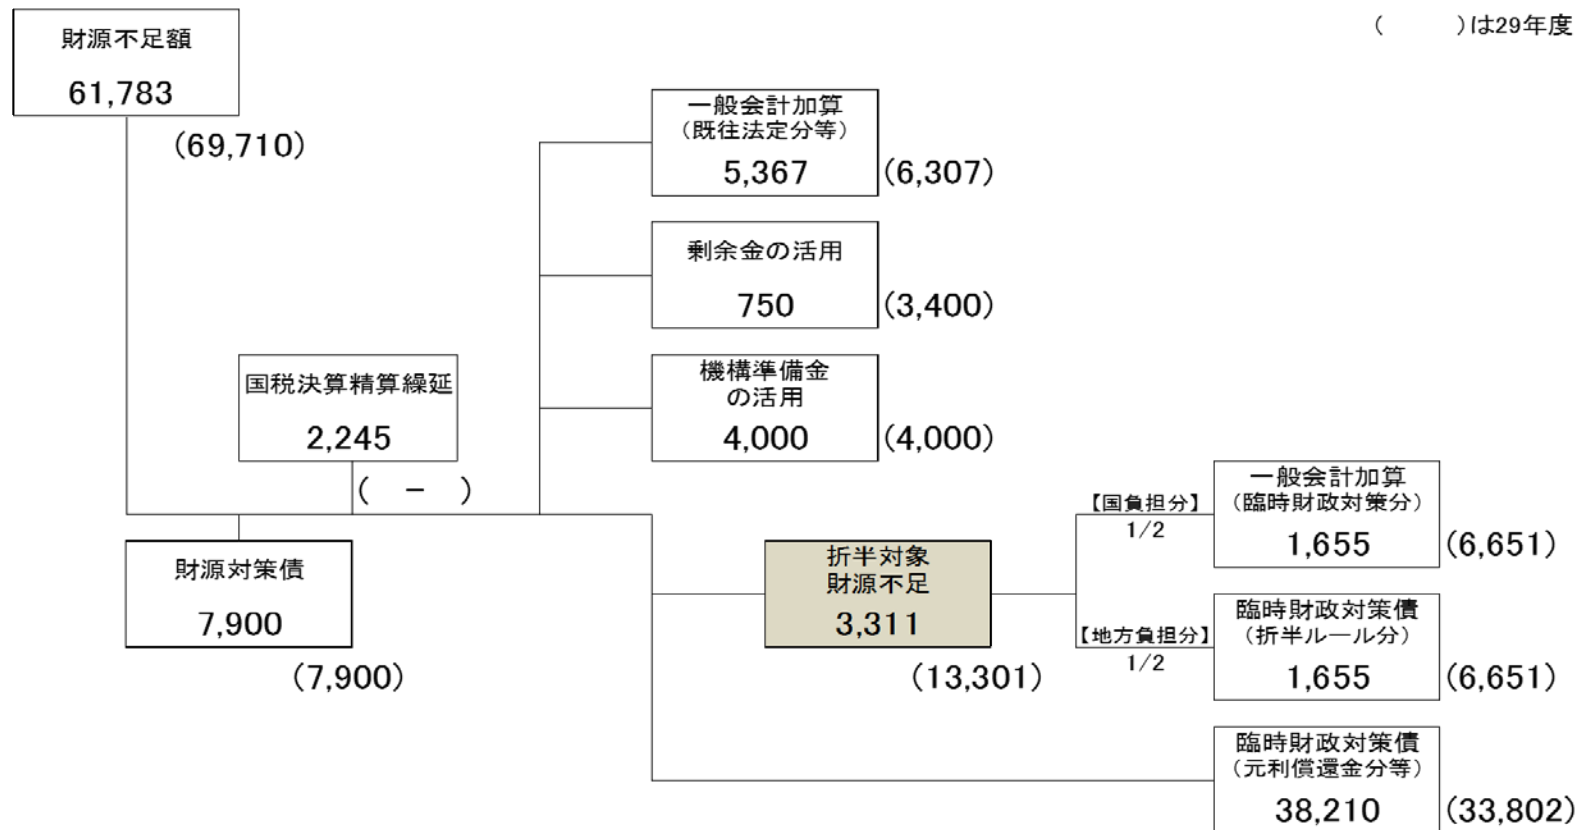 ( )は29年度
財源不足額
61,783
(69,710)
一般会計加算
(既往法定分等)
5,367
(6,307)
剰余金の活用
750
(3,400)
機構準備金
の活用
4,000
(4,000)
国税決算精算繰延
2,245
( － )
財源対策債
7,900
(7,900)
折半対象
財源不足
3,311
(13,301)
【国負担分】
1/2
一般会計加算
(臨時財政対策分)
1,655
(6,651)
【地方負担分】
1/2
臨時財政対策債
(折半ルール分)
1,655
(6,651)
臨時財政対策債
(元利償還金分等)
38,210
(33,802)